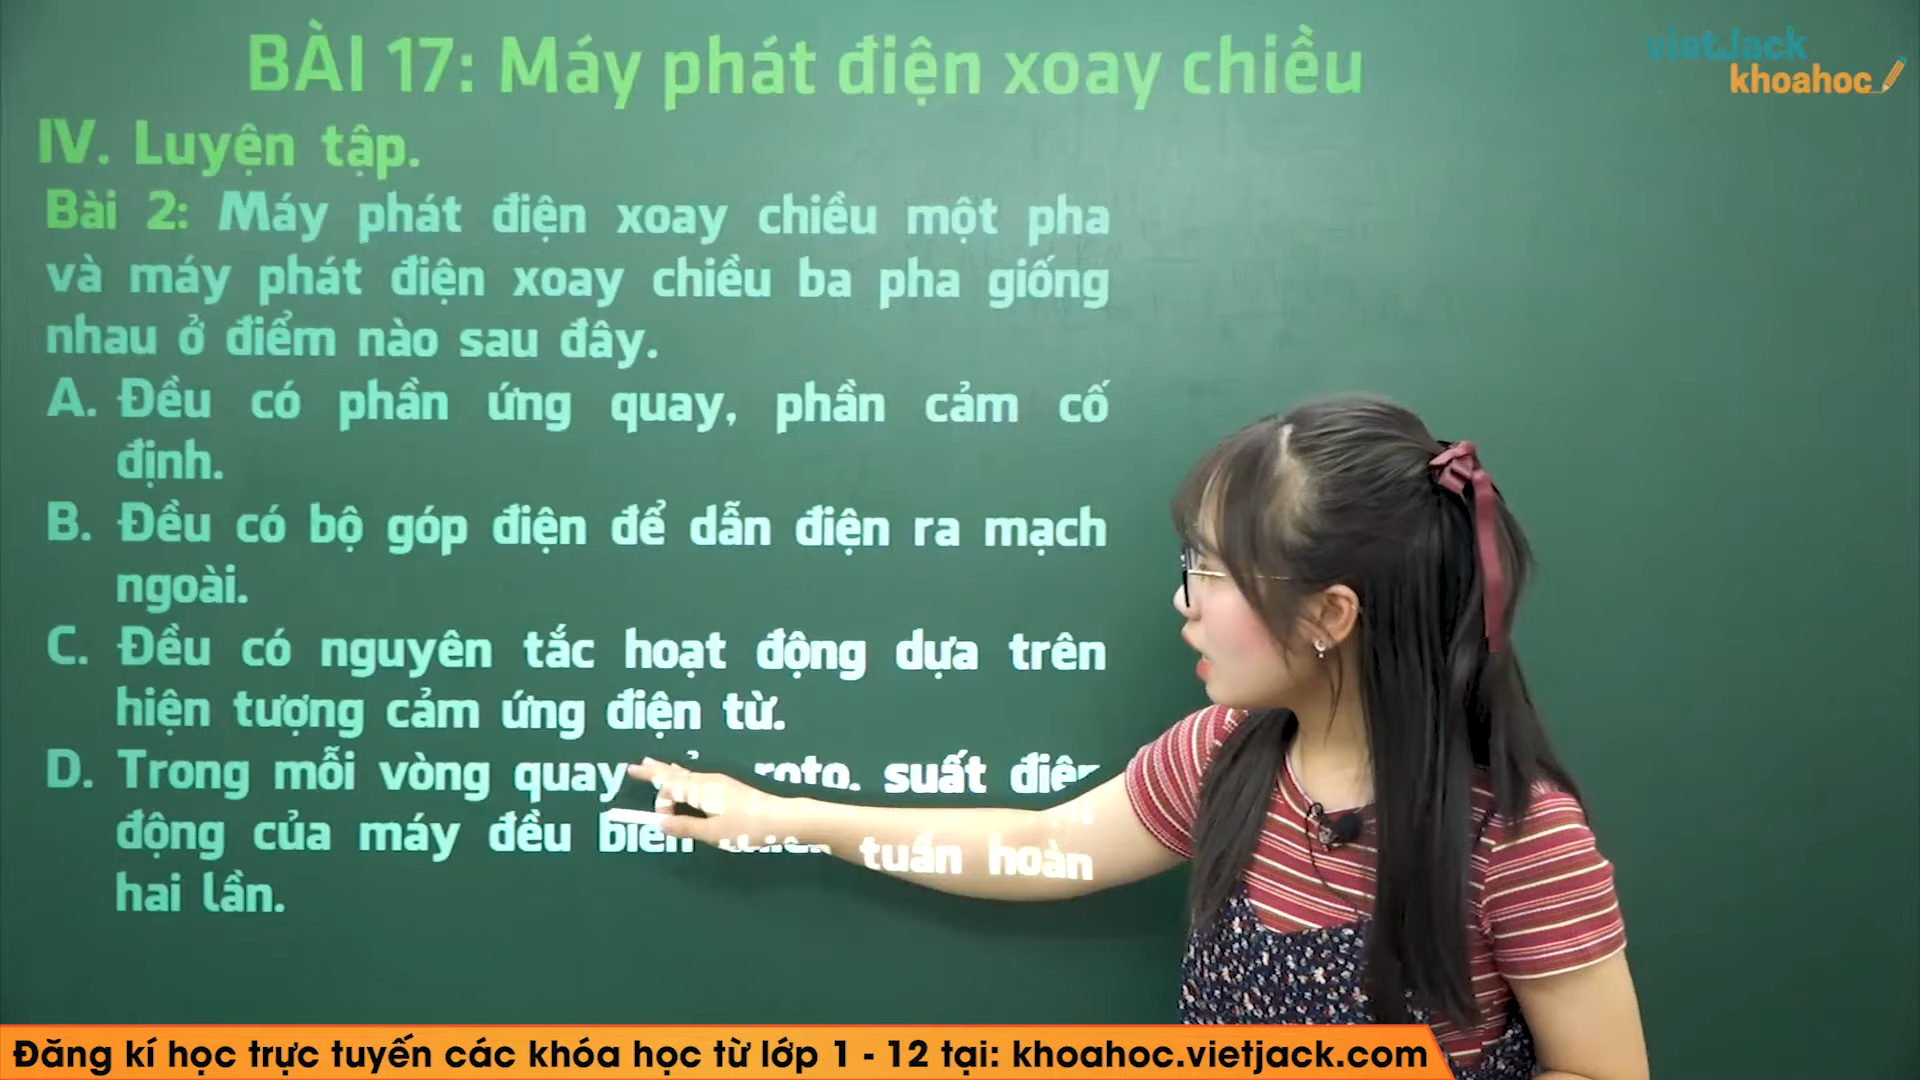 BÀI 17: Máy phát điện xoay chiều
vietJack
khoahoc
IV. Luyện tập.
Bài 2: Máy phát điện xoay chiều một pha
và máy phát điện xoay chiều ba pha giống
nhau ở điểm nào sau đây.
A. Đều có phần ứng quay, phần cảm cố
định.
B. Đều có bộ góp điện để dẫn điện ra mạch
ngoài.
C. Đều có nguyên tắc hoạt động dựa trên
hiện tượng cảm ứng điện từ.
D. Trong mỗi vòng quay roto, suất điện
động của máy đều biến thiên tuần hoàn
hai lần.
Đăng kí học trực tuyến các khóa học từ lớp 1 - 12 tại: khoahoc.vietjack.com